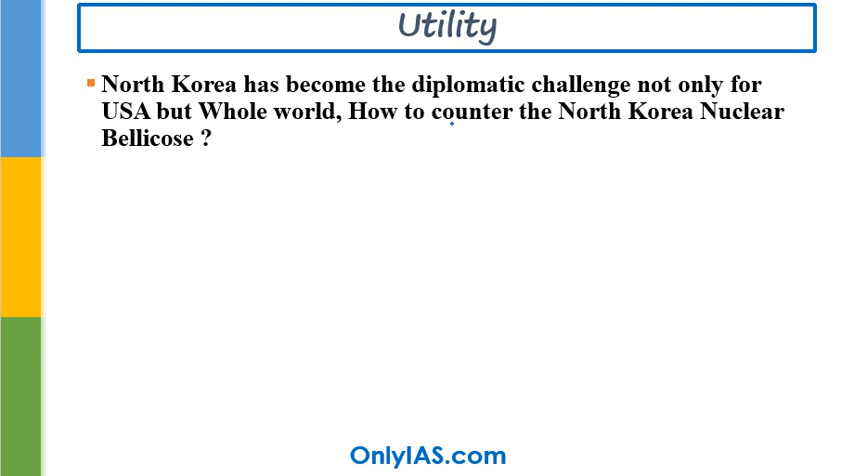 Utility
North Korea has become the diplomatic challenge not only for
USA but Whole world, How to counter the North Korea Nuclear
Bellicose ?
OnlyIAS.com